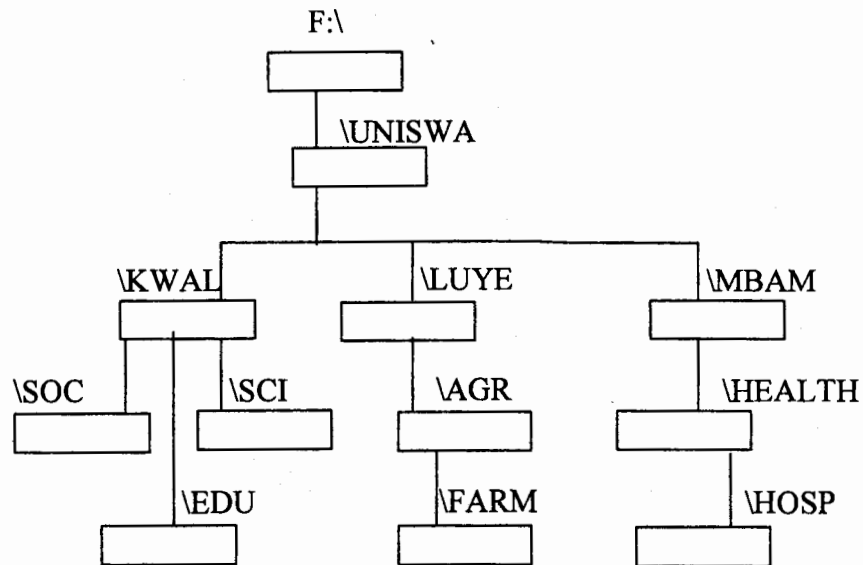 F:\
\UNISWA
\KWAL \LUYE \MBAM
\SOC \SCI \AGR \HEALTH
\EDU \FARM \HOSP